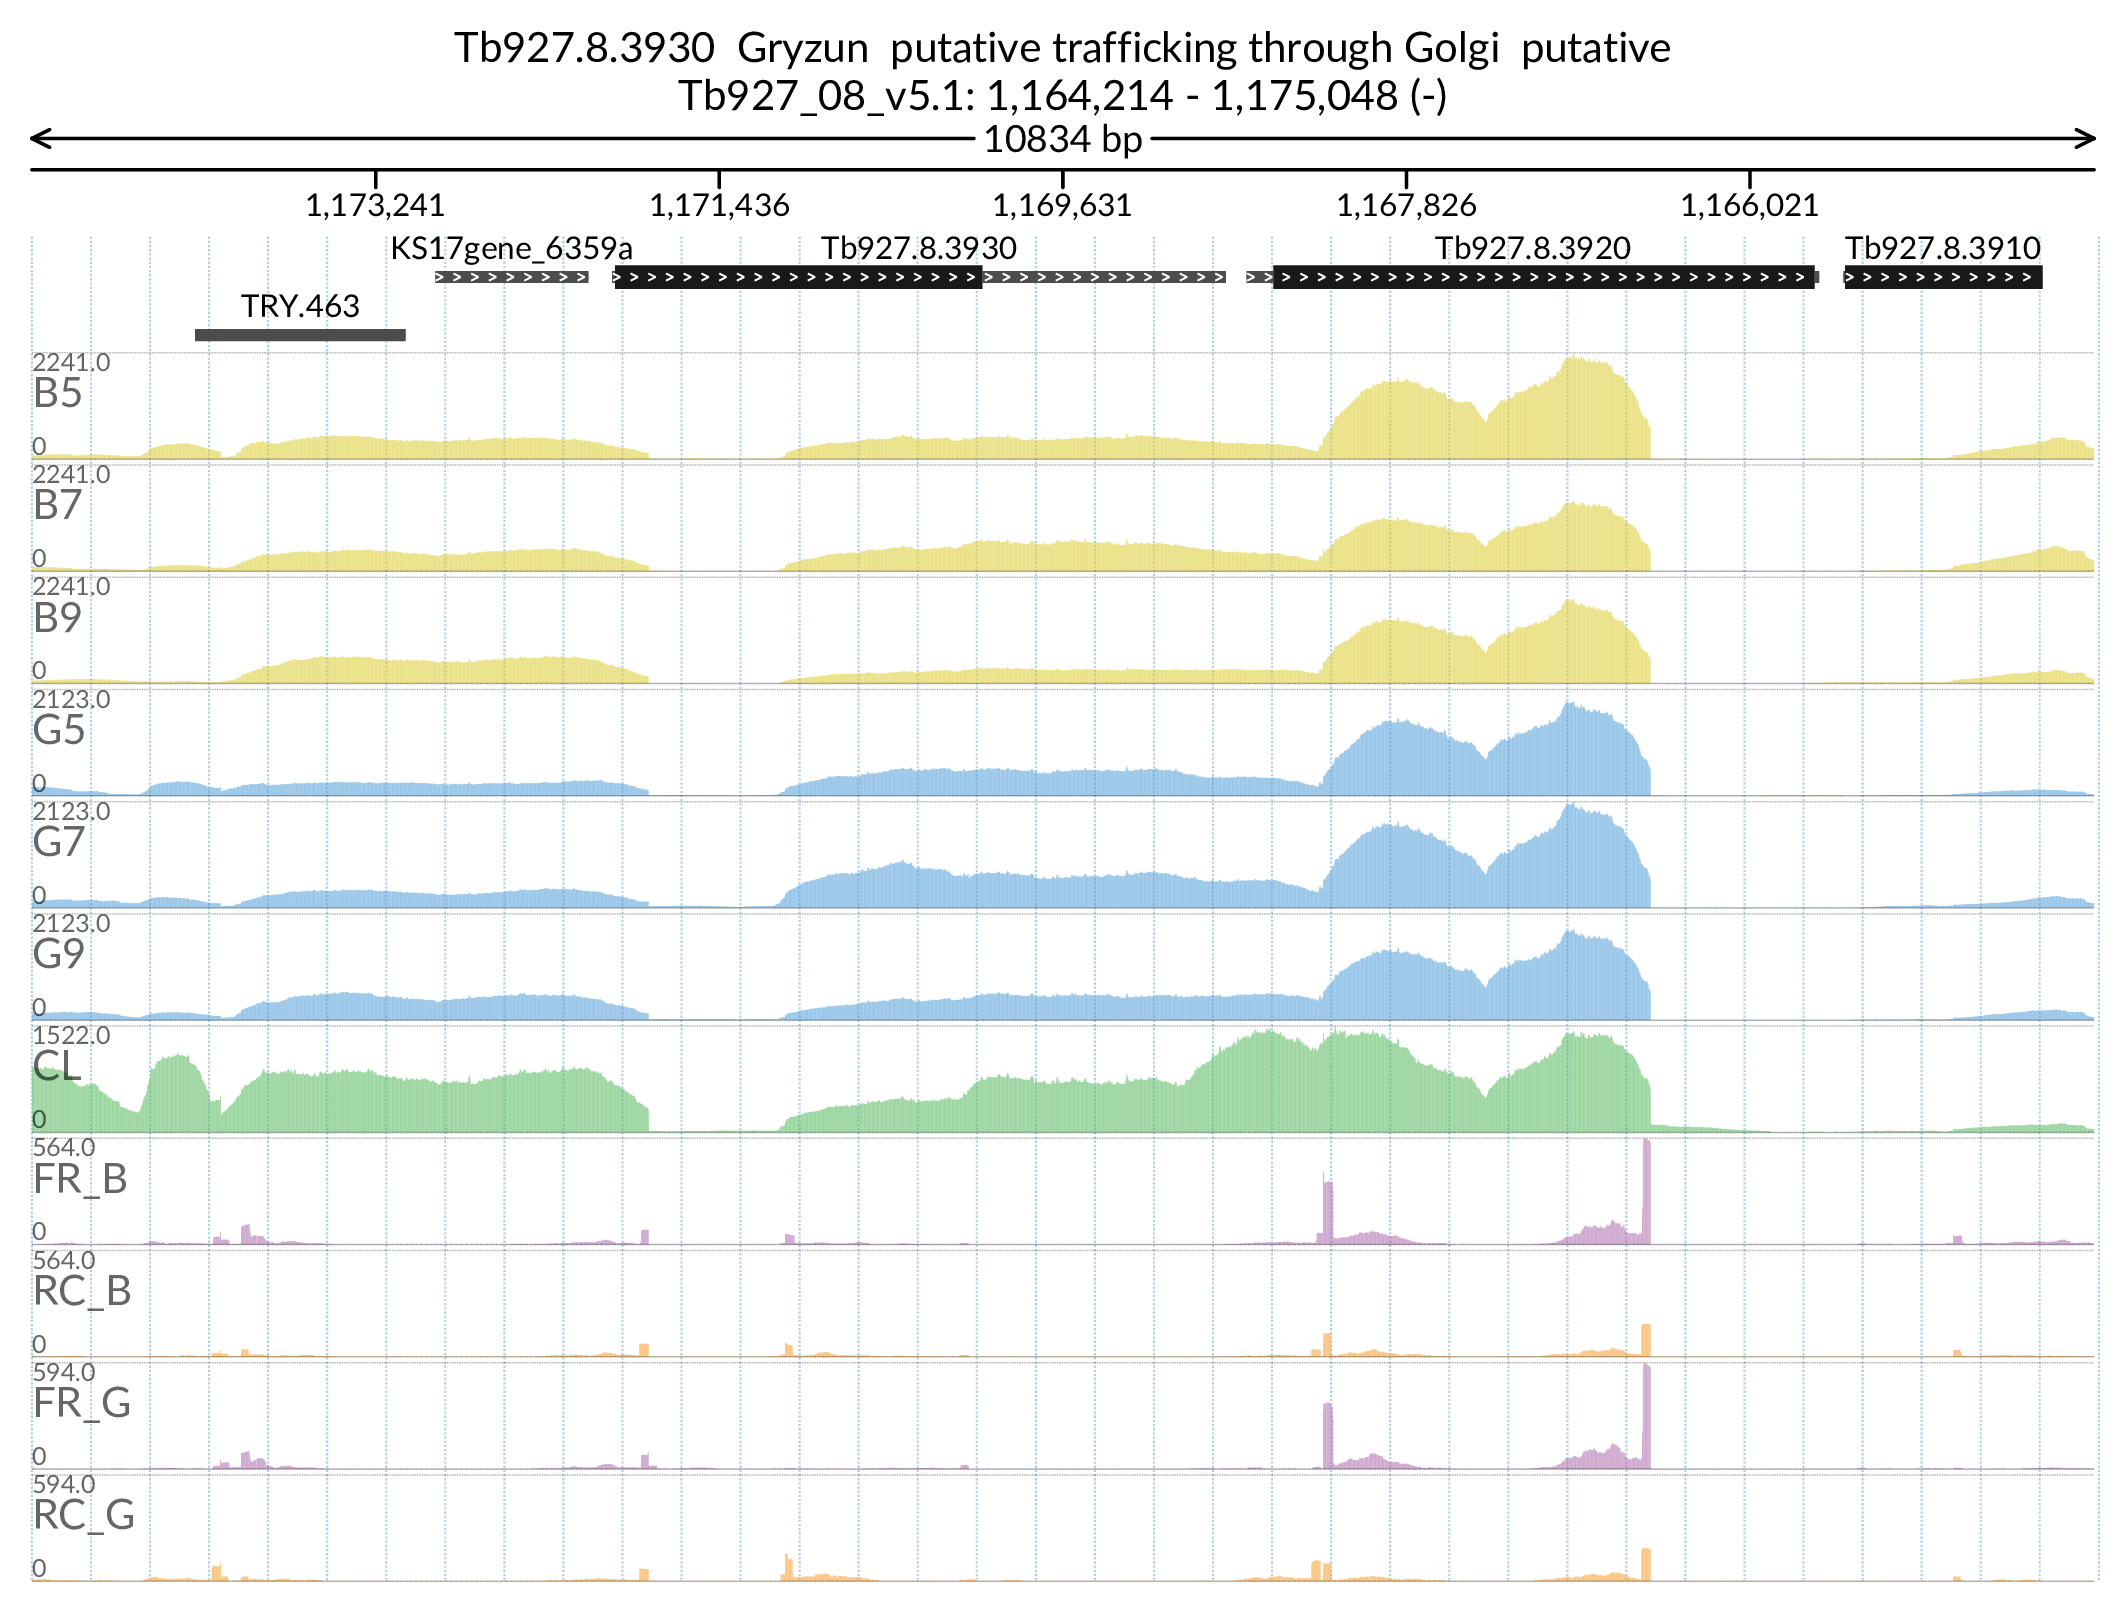 Tb927.8.3930  Gryzun  putative trafficking through Golgi  putative
Tb927_08_v5.1: 1,164,214 - 1,175,048 (-)
10834 bp
1,173,241 1,171,436 1,169,631 1,167,826 1,166,021
KS17gene_6359a Tb927.8.3930 Tb927.8.3920 Tb927.8.3910
TRY.463
2241.0
B5
0
2241.0
B7
0
2241.0
B9
0
2123.0
G5
0
2123.0
G7
0
2123.0
G9
0
1522.0
CL
0
564.0
FR_B
0
564.0
RC_B
0
594.0
FR_G
0
594.0
RC_G
0